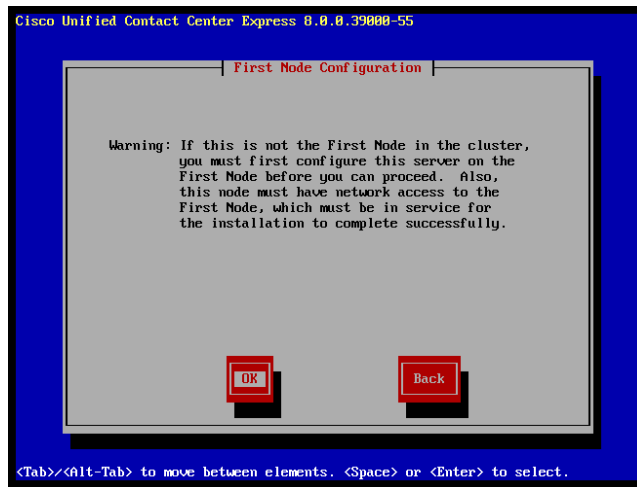 Cisco Unified Contact Center Express 8.0.0.39000-55
First Node Configuration
Warning: If this is not the First Node in the cluster,
you must first configure this server on the
First Node before you can proceed. Also,
this node must have network access to the
First Node, which must be in service for
the installation to complete successfully.
OK
Back
<Tab>/<Alt-Tab> to move between elements. <Space> or <Enter> to select.